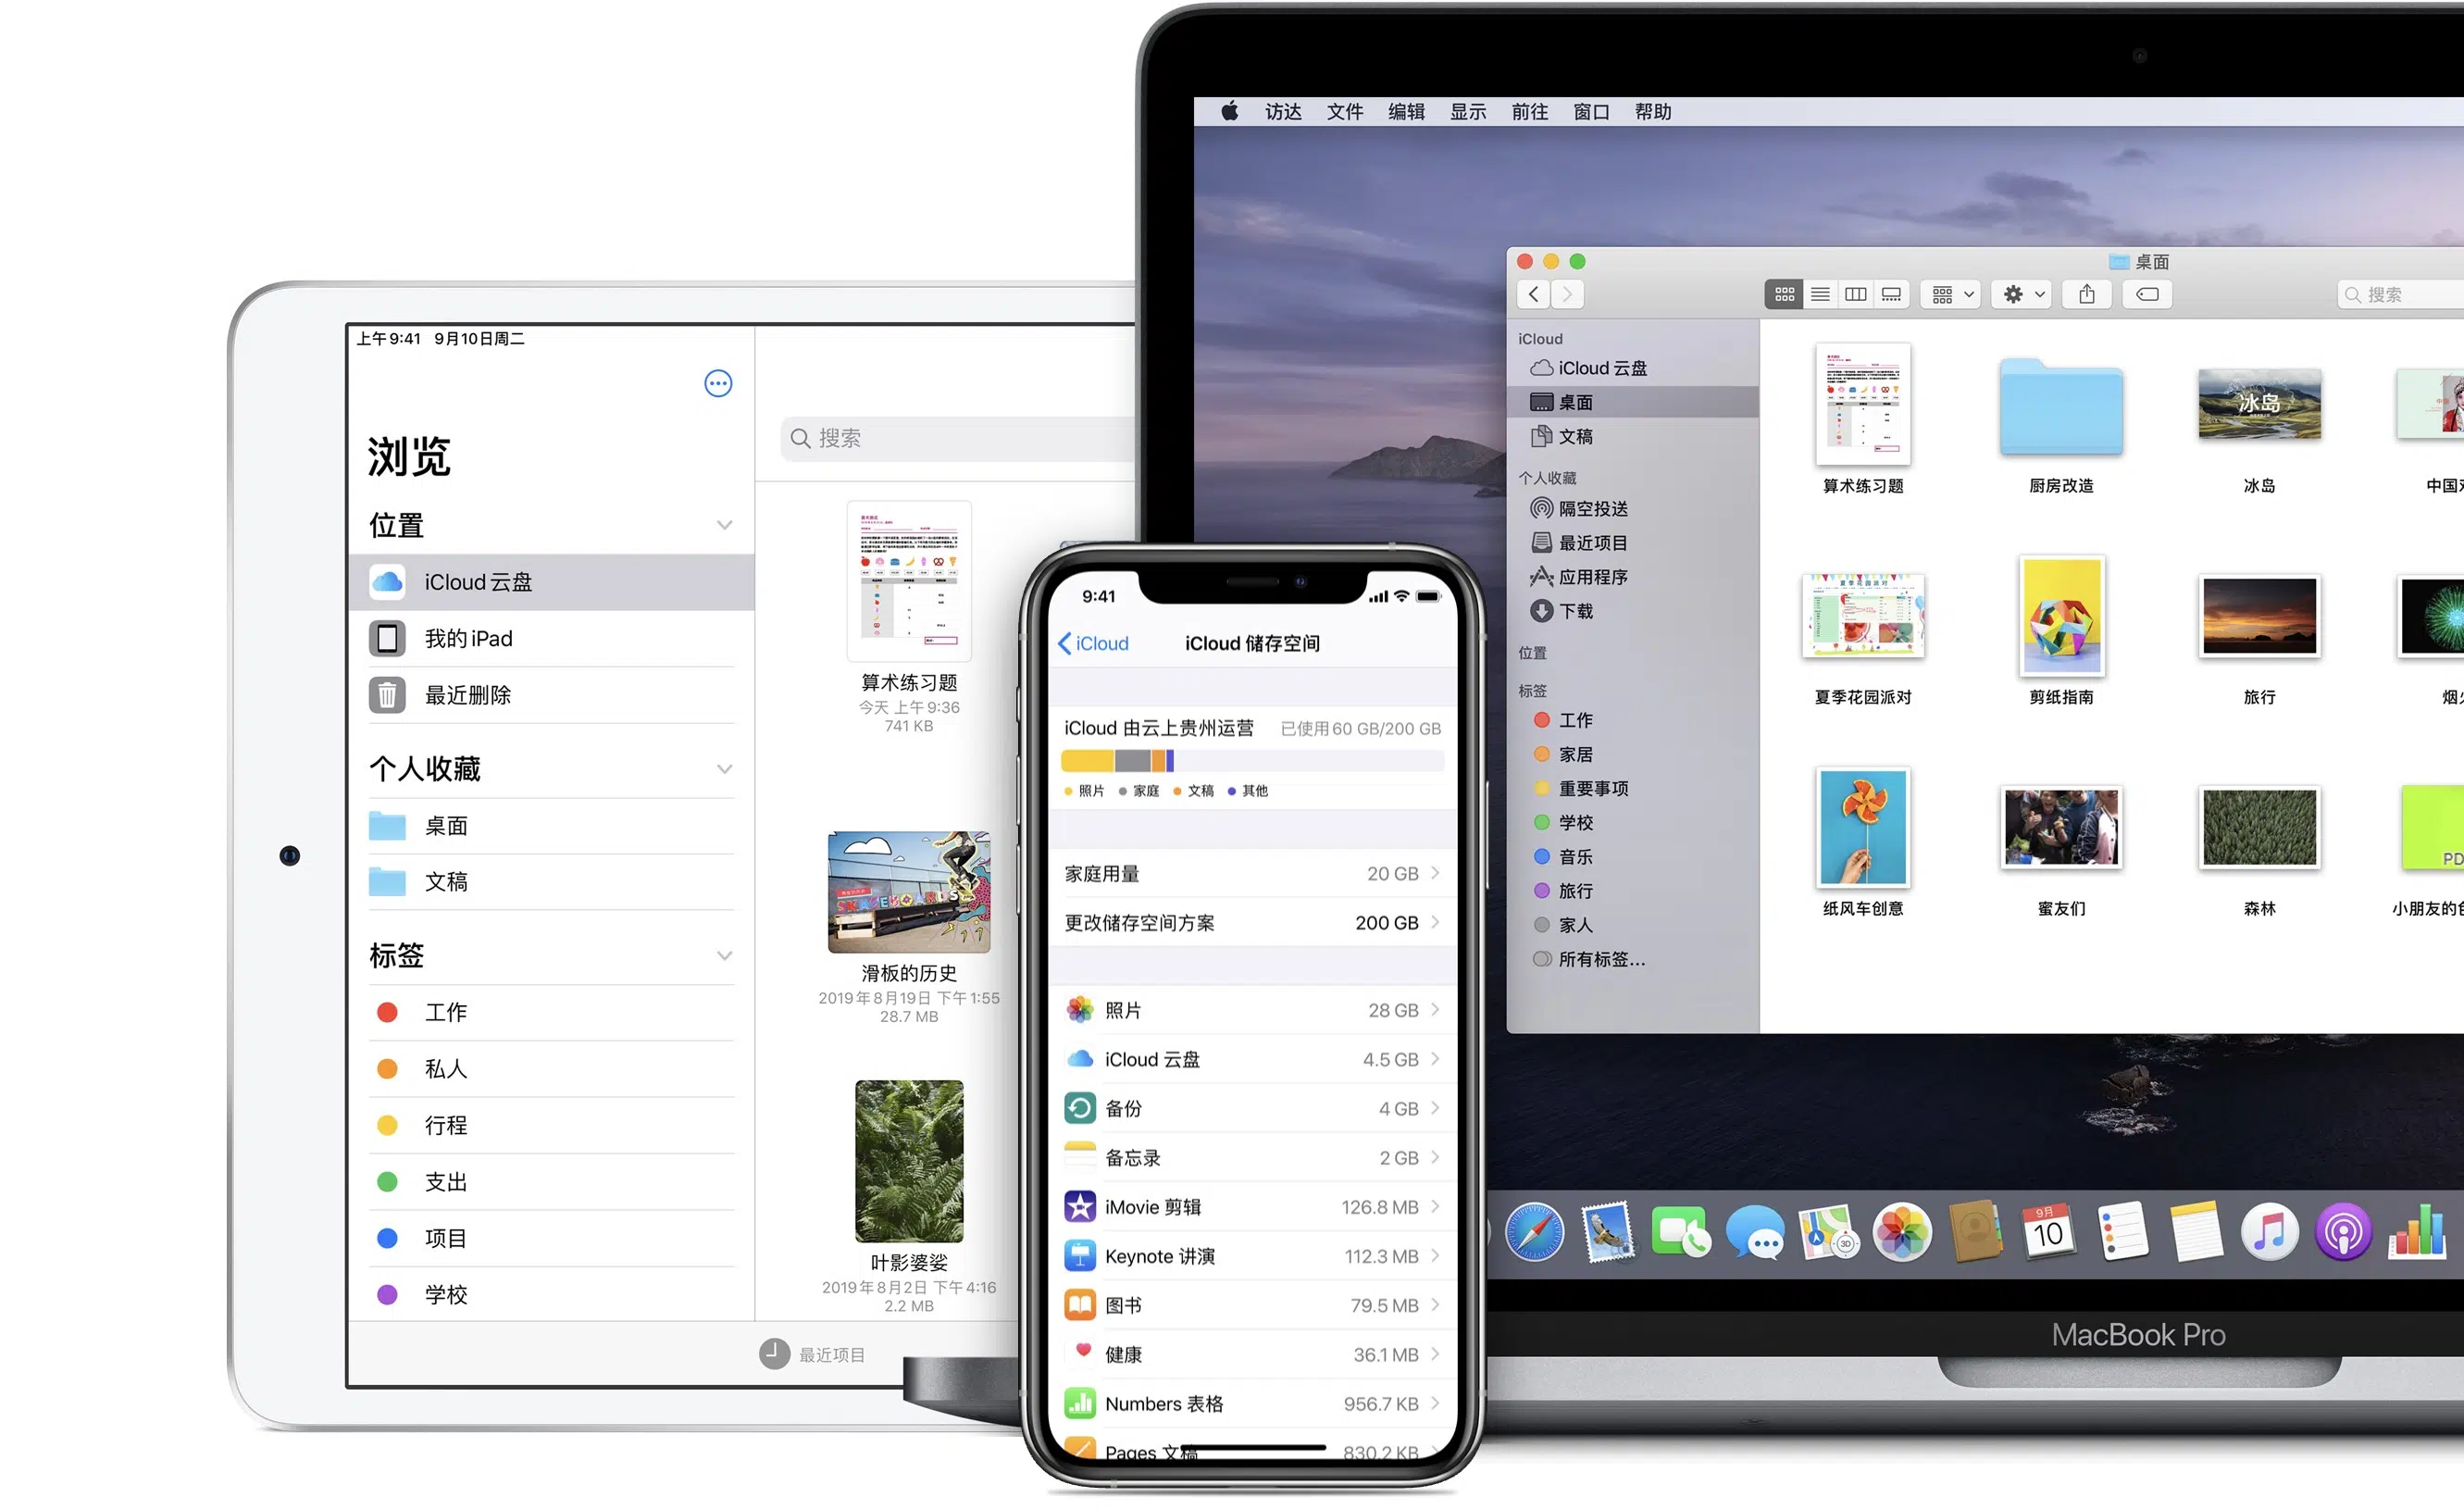 上午9:41 9月10日周二
浏览
位置
iCloud 云盘
我的 iPad
最近删除
个人收藏
桌面
文稿
标签
工作
私人
行程
支出
项目
学校
搜索
算术练习题
今天 上午9:36
741 KB
SKATEBOARDS
滑板的历史
2019年8月19日 下午1:55
28.7 MB
叶影婆娑
2019年8月2日 下午4:16
2.2 MB
最近项目
9:41
iCloud
iCloud 储存空间
iCloud 由云上贵州运营 已使用 60 GB/200 GB
照片 家庭 文稿 其他
家庭用量 20 GB
更改储存空间方案 200 GB
照片 28 GB
iCloud 云盘 4.5 GB
备份 4 GB
备忘录 2 GB
iMovie 剪辑 126.8 MB
Keynote 讲演 112.3 MB
图书 79.5 MB
健康 36.1 MB
Numbers 表格 956.7 KB
Pages 文稿 830.2 KB
访达 文件 编辑 显示 前往 窗口 帮助
桌面
搜索
iCloud
iCloud 云盘
桌面
文稿
个人收藏
隔空投送
最近项目
应用程序
下载
位置
标签
工作
家居
重要事项
学校
音乐
旅行
家人
所有标签...
冰岛
算术练习题 厨房改造 冰岛 中国
夏季花园派对
夏季花园派对 剪纸指南 旅行
PD
纸风车创意 蜜友们 森林 小朋友的
3D
9月
10
MacBook Pro